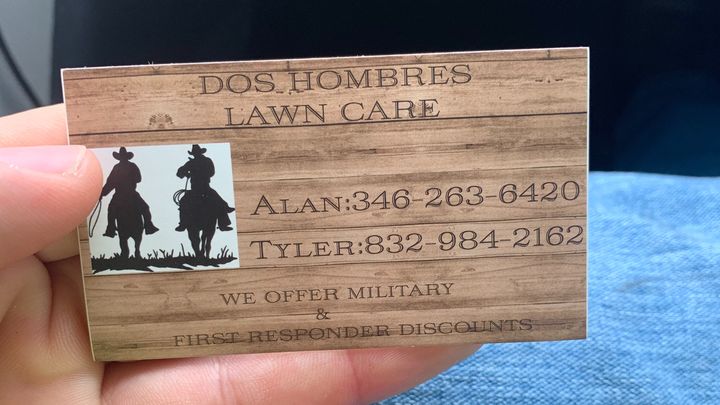 DOS HOMBRES
LAWN CARE
ALAN:346-263-6420
TYLER:832-984-2162
WE OFFER MILITARY
&
FIRST RESPONDER DISCOUNTS